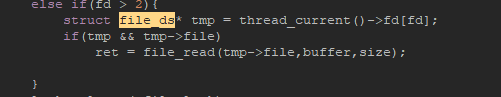 else if(fd > 2){
struct file_ds* tmp = thread_current()->fd[fd];
if(tmp && tmp->file)
ret = file_read(tmp->file,buffer,size);
}